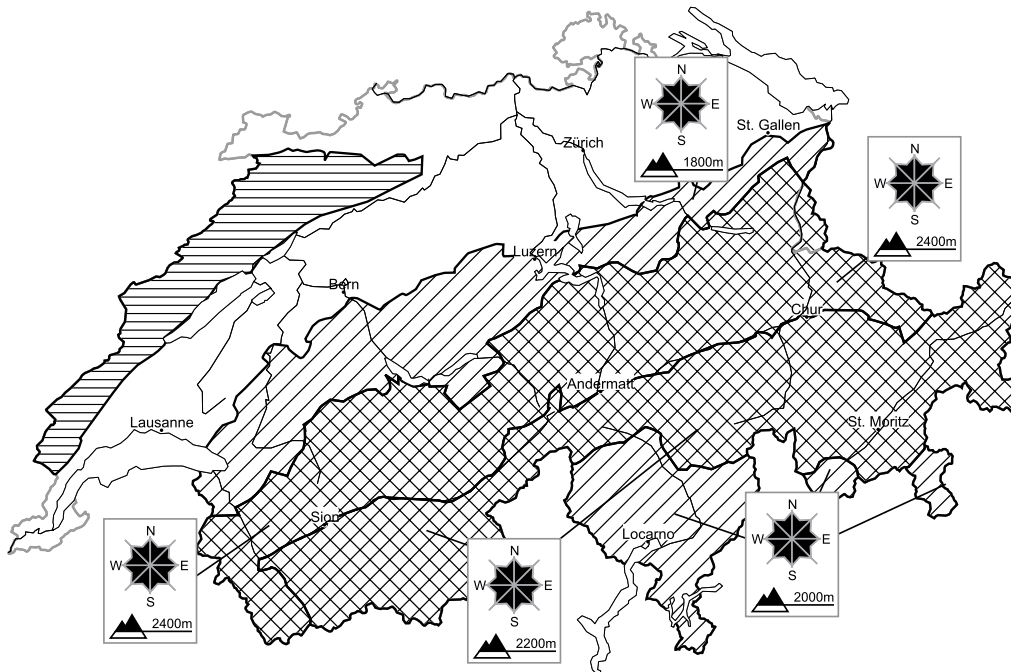 N
W E
S
1800m
St. Gallen
Zürich
N
W E
S
2400m
Luzern
Bern
Chur
Andermatt
Lausanne
St. Moritz
Sion
Locarno
N
W E
S
2400m
N
W E
S
2200m
N
W E
S
2000m